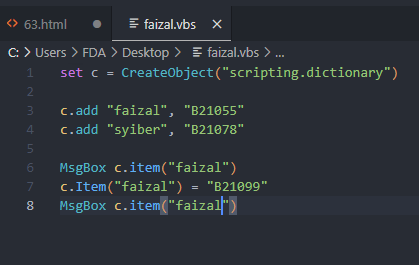 63.html
faizal.vbs
C: > Users > FDA > Desktop > faizal.vbs > ...
1 set c = CreateObject("scripting.dictionary")
2
3 c.add "faizal", "B21055"
4 c.add "syiber", "B21078"
5
6 MsgBox c.item("faizal")
7 c.Item("faizal") = "B21099"
8 MsgBox c.item("faizal")